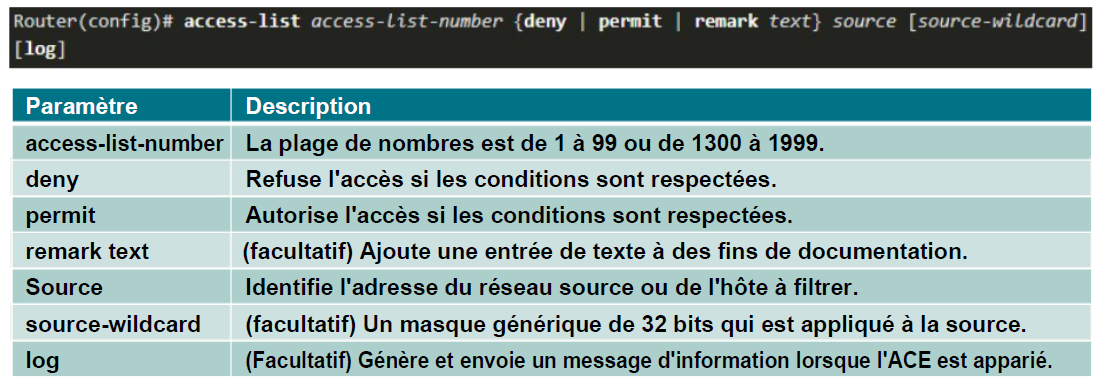 Router(config)# access-list access-list-number {deny | permit | remark text} source [source-wildcard]
[log]
Paramètre Description
access-list-number La plage de nombres est de 1 à 99 ou de 1300 à 1999.
deny Refuse l'accès si les conditions sont respectées.
permit Autorise l'accès si les conditions sont respectées.
remark text (facultatif) Ajoute une entrée de texte à des fins de documentation.
Source Identifie l'adresse du réseau source ou de l'hôte à filtrer.
source-wildcard (facultatif) Un masque générique de 32 bits qui est appliqué à la source.
log (Facultatif) Génère et envoie un message d'information lorsque l'ACE est apparié.